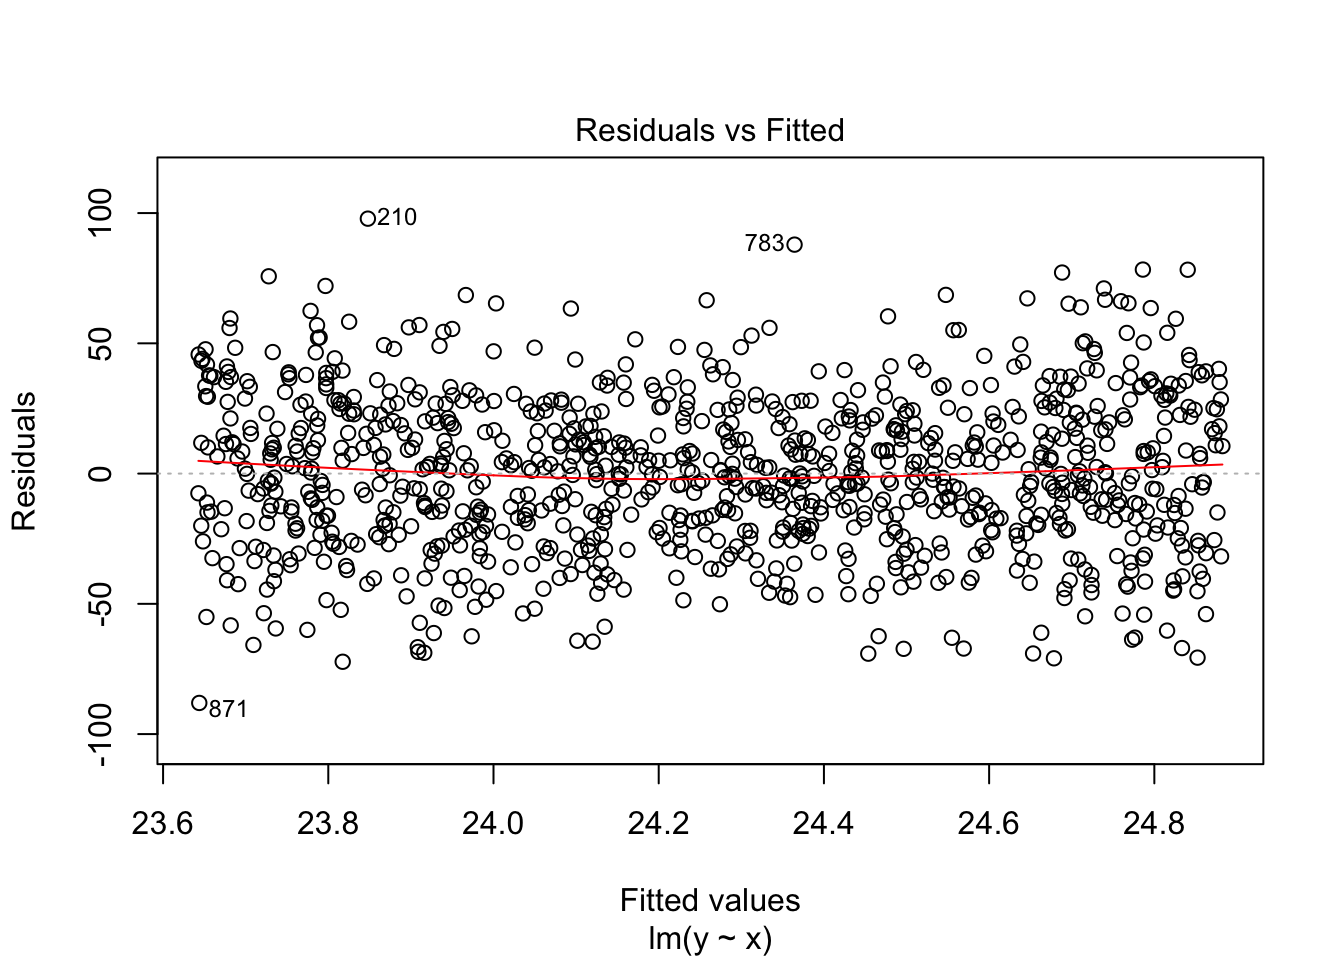 Residuals vs Fitted
100
50
0
-50
-100
Residuals
210
783
871
23.6 23.8 24.0 24.2 24.4 24.6 24.8
Fitted values
lm(y ~ x)